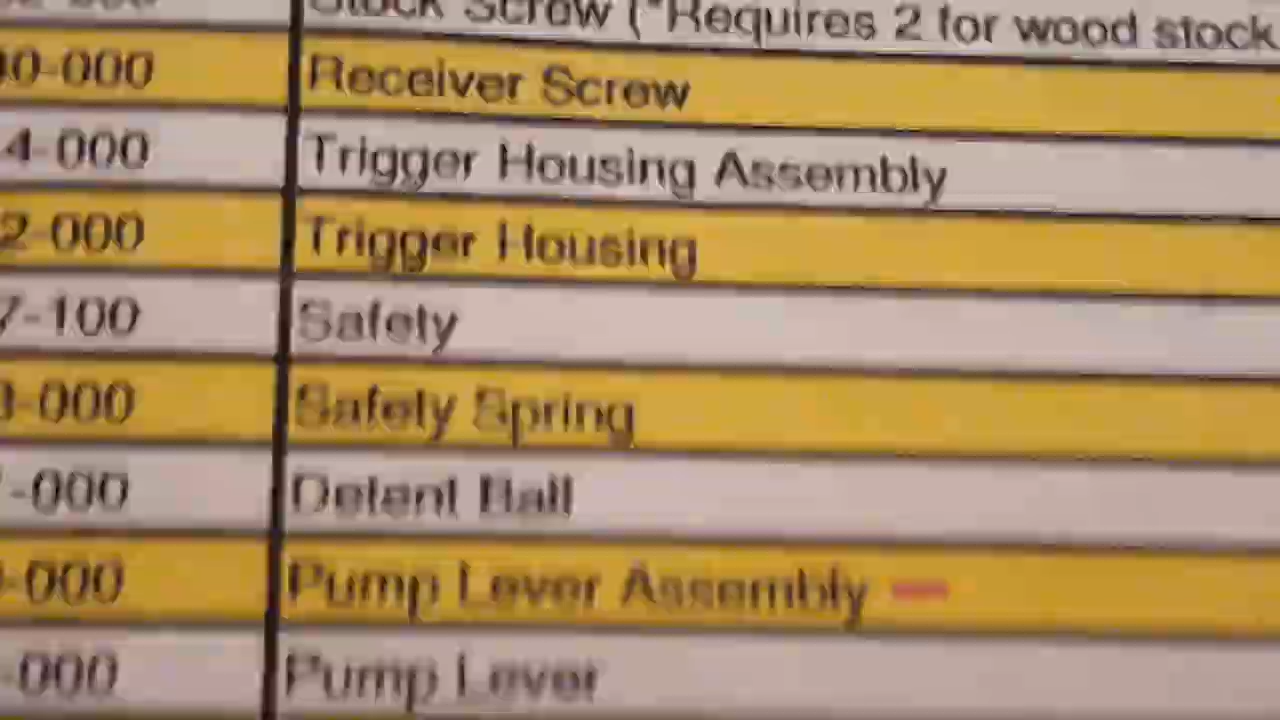 Stock Screw (*Requires 2 for wood stock
0-000 Receiver Screw
4-000 Trigger Housing Assembly
2-000 Trigger Housing
7-100 Safety
-000 Safety Spring
-000 Detent Ball
-000 Pump Lever Assembly
-000 Pump Lever